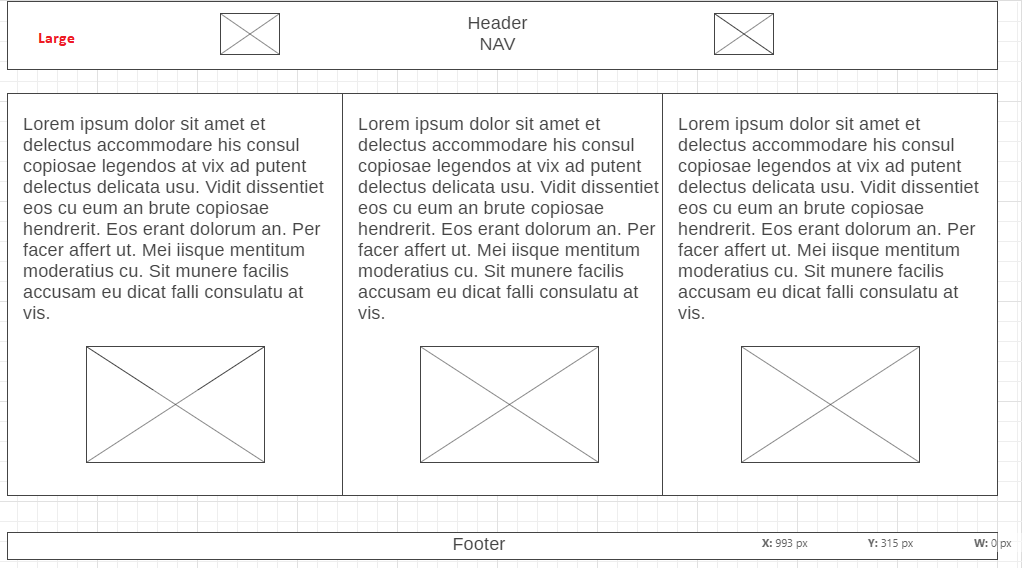 Large
Header
NAV
Lorem ipsum dolor sit amet et
delectus accommodare his consul
copiosae legendos at vix ad putent
delectus delicata usu. Vidit dissentiet
eos cu eum an brute copiosae
hendrerit. Eos erant dolorum an. Per
facer affert ut. Mei iisque mentitum
moderatius cu. Sit munere facilis
accusam eu dicat falli consulatu at
vis.
Lorem ipsum dolor sit amet et
delectus accommodare his consul
copiosae legendos at vix ad putent
delectus delicata usu. Vidit dissentiet
eos cu eum an brute copiosae
hendrerit. Eos erant dolorum an. Per
facer affert ut. Mei iisque mentitum
moderatius cu. Sit munere facilis
accusam eu dicat falli consulatu at
vis.
Lorem ipsum dolor sit amet et
delectus accommodare his consul
copiosae legendos at vix ad putent
delectus delicata usu. Vidit dissentiet
eos cu eum an brute copiosae
hendrerit. Eos erant dolorum an. Per
facer affert ut. Mei iisque mentitum
moderatius cu. Sit munere facilis
accusam eu dicat falli consulatu at
vis.
Footer
X: 993 px Y: 315 px W: 0 px